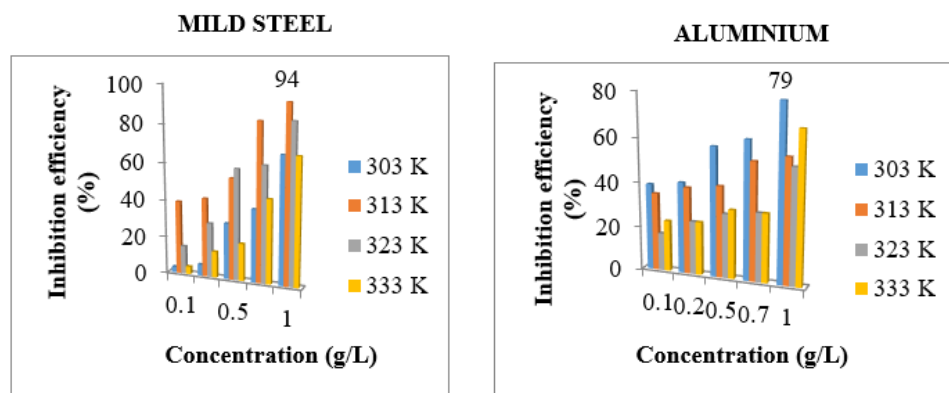 MILD STEEL
94
100
80
60
40
20
0
Inhibition efficiency
(%)
0.1
0.5
1
Concentration (g/L)
303 K
313 K
323 K
333 K
ALUMINIUM
79
80
60
40
20
0
Inhibition efficiency
(%)
0.1
0.2
0.5
0.7
1
Concentration (g/L)
303 K
313 K
323 K
333 K